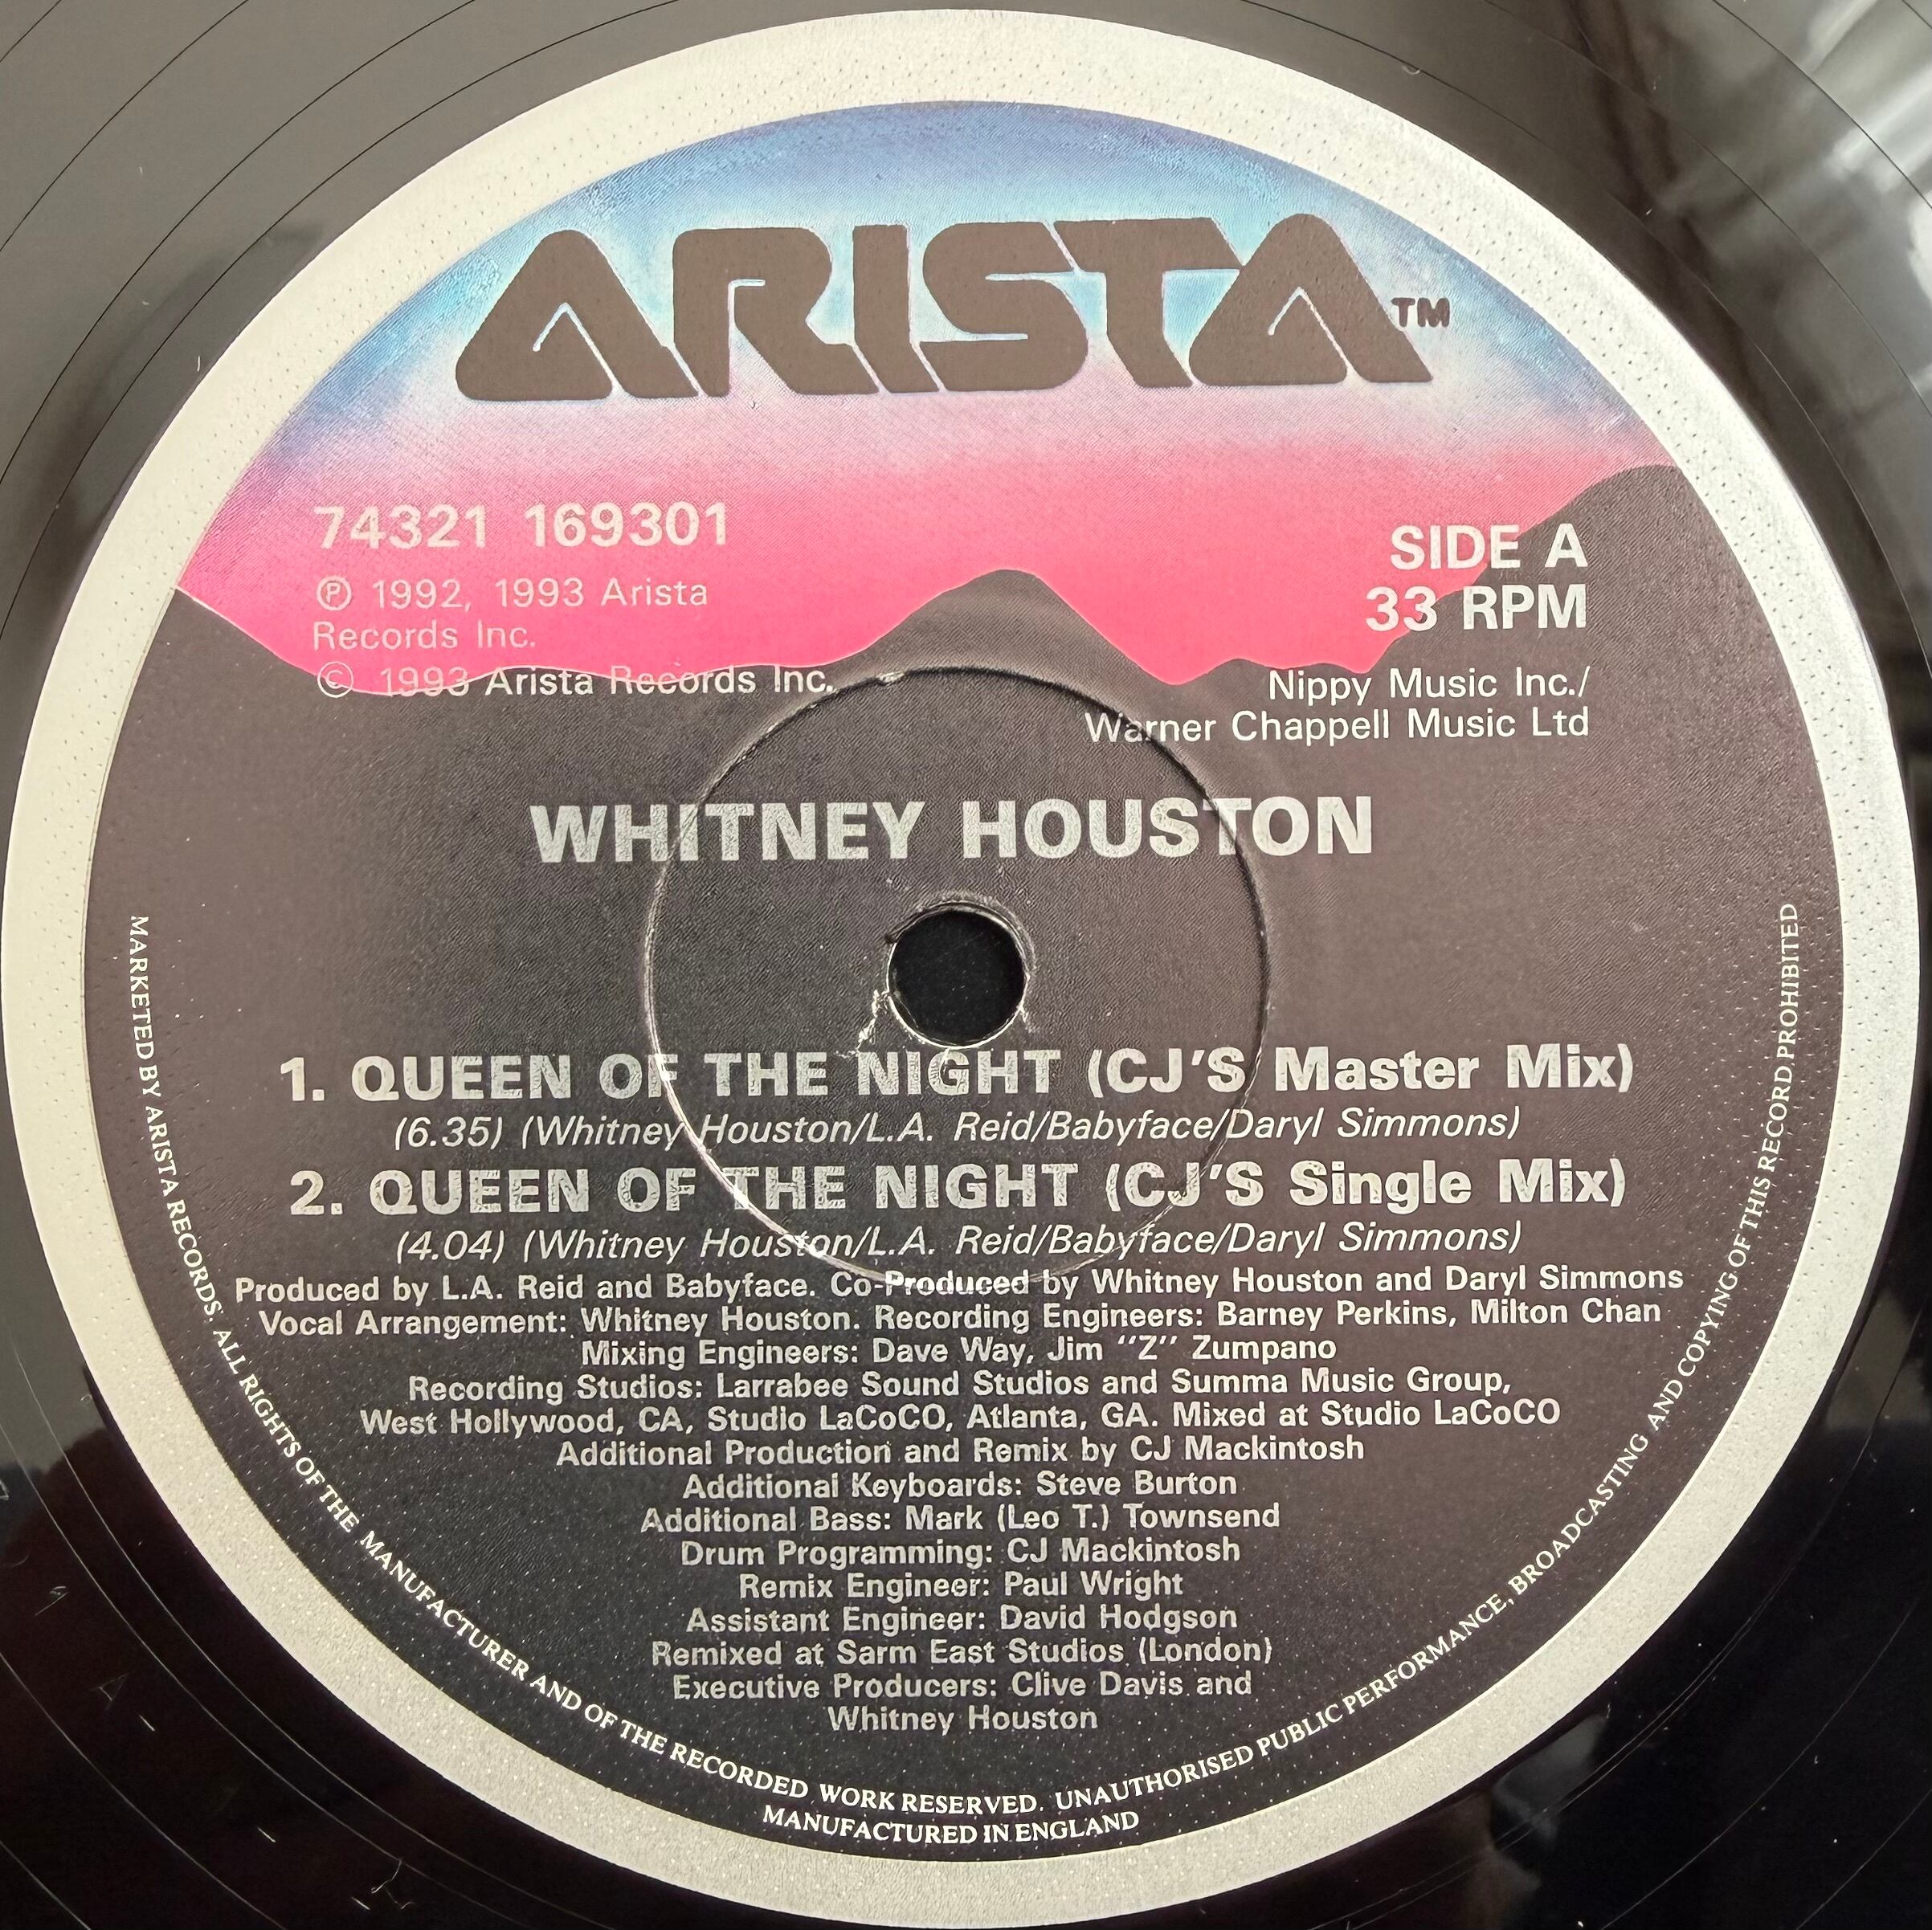 ARISTA™
74321 169301
℗ 1992, 1993 Arista
Records Inc.
© 1993 Arista Records Inc.
SIDE A
33 RPM
Nippy Music Inc./
Warner Chappell Music Ltd
WHITNEY HOUSTON
1. QUEEN OF THE NIGHT (CJ'S Master Mix)
(6.35) (Whitney Houston/L.A. Reid/Babyface/Daryl Simmons)
2. QUEEN OF THE NIGHT (CJ'S Single Mix)
(4.04) (Whitney Houston/L.A. Reid/Babyface/Daryl Simmons)
Produced by L.A. Reid and Babyface. Co-Produced by Whitney Houston and Daryl Simmons
Vocal Arrangement: Whitney Houston. Recording Engineers: Barney Perkins, Milton Chan
Mixing Engineers: Dave Way, Jim "Z" Zumpano
Recording Studios: Larrabee Sound Studios and Summa Music Group,
West Hollywood, CA, Studio LaCoCO, Atlanta, GA. Mixed at Studio LaCoCO
Additional Production and Remix by CJ Mackintosh
Additional Keyboards: Steve Burton
Additional Bass: Mark (Leo T.) Townsend
Drum Programming: CJ Mackintosh
Remix Engineer: Paul Wright
Assistant Engineer: David Hodgson
Remixed at Sarm East Studios (London)
Executive Producers: Clive Davis and
Whitney Houston
MARKETED BY ARISTA RECORDS. ALL RIGHTS OF THE MANUFACTURER AND OF THE RECORDED WORK RESERVED. UNAUTHORISED PUBLIC PERFORMANCE, BROADCASTING AND COPYING OF THIS RECORD PROHIBITED
MANUFACTURED IN ENGLAND